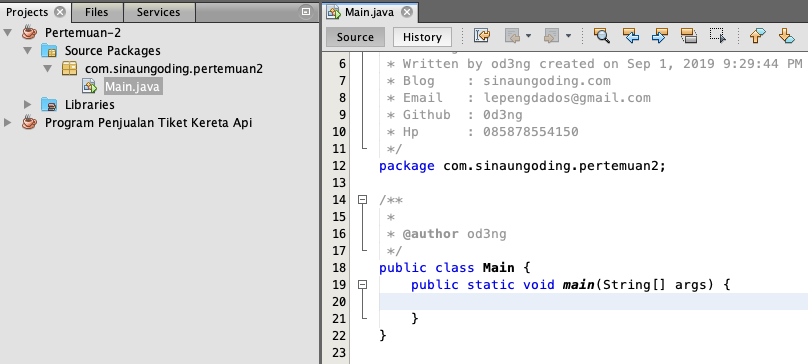 Projects
Files
Services
Pertemuan-2
Source Packages
com.sinaungoding.pertemuan2
Main.java
Libraries
Program Penjualan Tiket Kereta Api
Main.java
Source
History
6 * Written by od3ng created on Sep 1, 2019 9:29:44 PM
7 * Blog    : sinaungoding.com
8 * Email   : lepengdados@gmail.com
9 * Github  : 0d3ng
10 * Hp      : 085878554150
11 */
12 package com.sinaungoding.pertemuan2;
13
14 /**
15 *
16 * @author od3ng
17 */
18 public class Main {
19     public static void main(String[] args) {
20
21     }
22 }
23